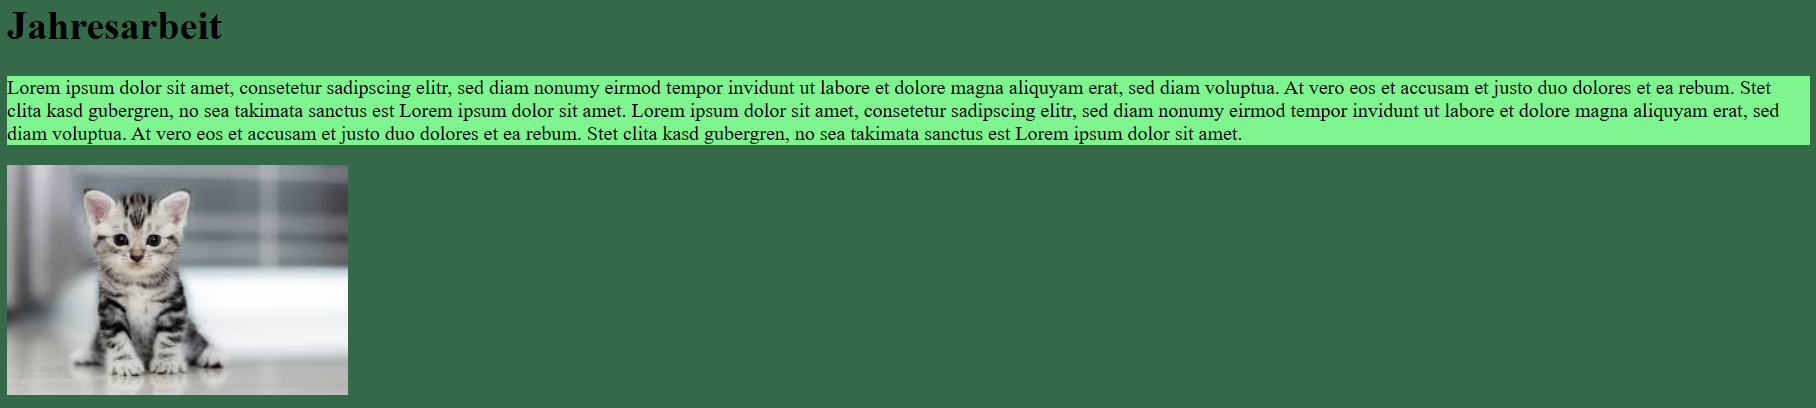 Jahresarbeit
Lorem ipsum dolor sit amet, consetetur sadipscing elitr, sed diam nonumy eirmod tempor invidunt ut labore et dolore magna aliquyam erat, sed diam voluptua. At vero eos et accusam et justo duo dolores et ea rebum. Stet
clita kasd gubergren, no sea takimata sanctus est Lorem ipsum dolor sit amet. Lorem ipsum dolor sit amet, consetetur sadipscing elitr, sed diam nonumy eirmod tempor invidunt ut labore et dolore magna aliquyam erat, sed
diam voluptua. At vero eos et accusam et justo duo dolores et ea rebum. Stet clita kasd gubergren, no sea takimata sanctus est Lorem ipsum dolor sit amet.